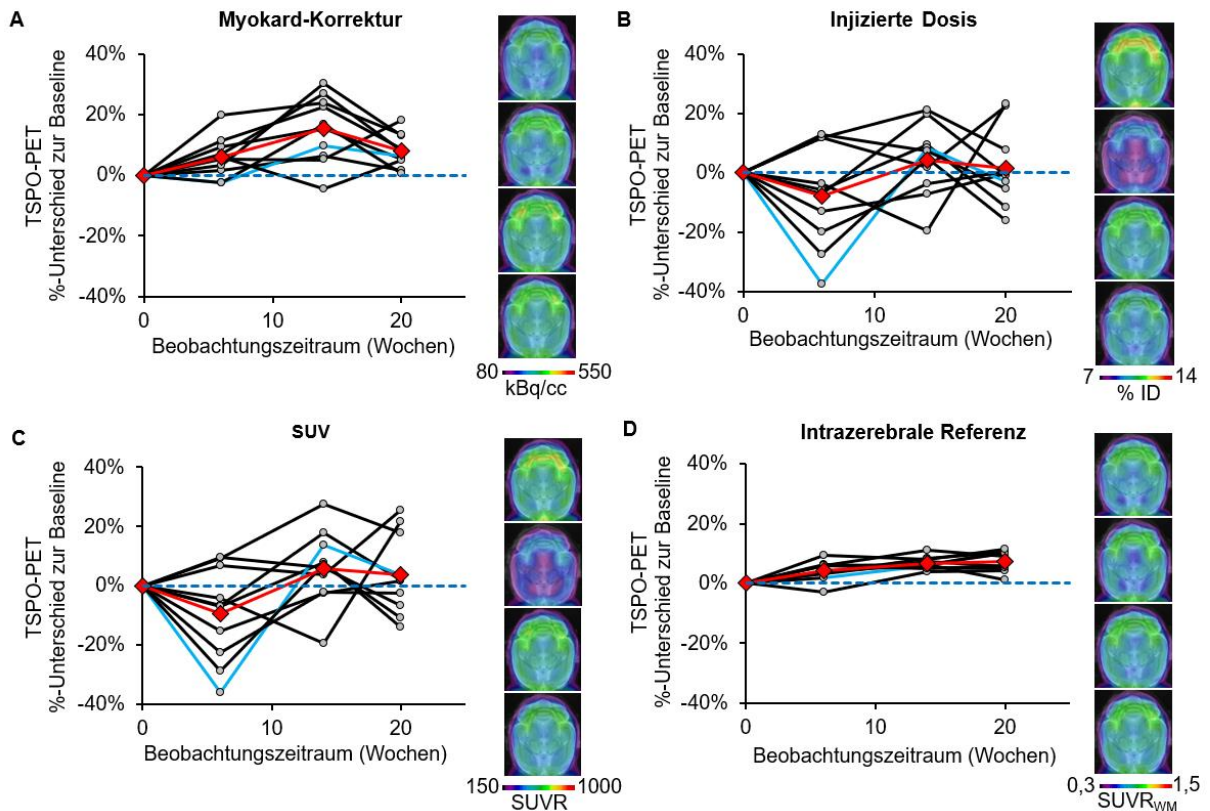 A
Myokard-Korrektur
TSPO-PET
%-Unterschied zur Baseline
40%
20%
0%
-20%
-40%
0
10
20
Beobachtungszeitraum (Wochen)
80
550
kBq/cc
B
Injizierte Dosis
TSPO-PET
%-Unterschied zur Baseline
40%
20%
0%
-20%
-40%
0
10
20
Beobachtungszeitraum (Wochen)
7
14
% ID
C
SUV
TSPO-PET
%-Unterschied zur Baseline
40%
20%
0%
-20%
-40%
0
10
20
Beobachtungszeitraum (Wochen)
150
1000
SUVR
D
Intrazerebrale Referenz
TSPO-PET
%-Unterschied zur Baseline
40%
20%
0%
-20%
-40%
0
10
20
Beobachtungszeitraum (Wochen)
0,3
1,5
SUVRWM